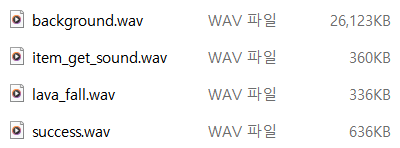 background.wav WAV 파일 26,123KB
item_get_sound.wav WAV 파일 360KB
lava_fall.wav WAV 파일 336KB
success.wav WAV 파일 636KB